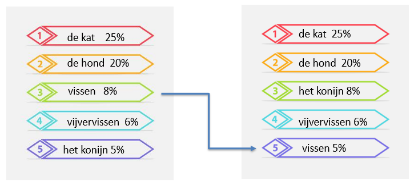 1 de kat 25%
2 de hond 20%
3 vissen 8%
4 vijvervissen 6%
5 het konijn 5%
1 de kat 25%
2 de hond 20%
3 het konijn 8%
4 vijvervissen 6%
5 vissen 5%